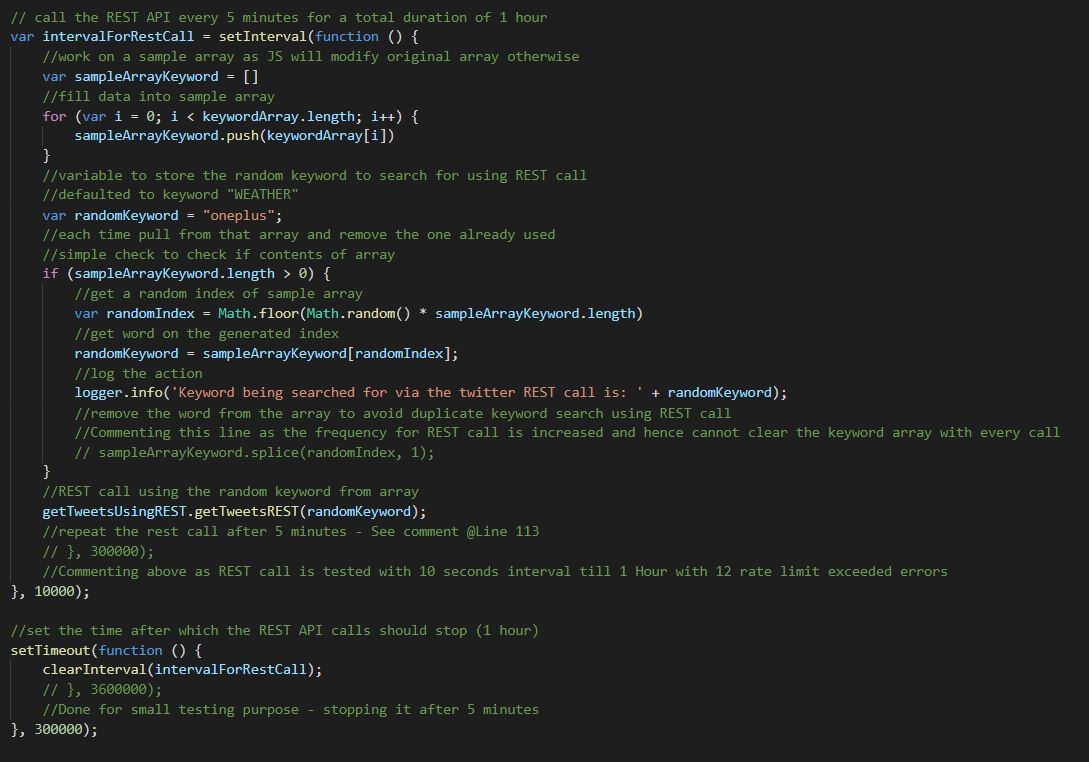 // call the REST API every 5 minutes for a total duration of 1 hour
var intervalForRestCall = setInterval(function () {
    //work on a sample array as JS will modify original array otherwise
    var sampleArrayKeyword = []
    //fill data into sample array
    for (var i = 0; i < keywordArray.length; i++) {
        sampleArrayKeyword.push(keywordArray[i])
    }
    //variable to store the random keyword to search for using REST call
    //defaulted to keyword "WEATHER"
    var randomKeyword = "oneplus";
    //each time pull from that array and remove the one already used
    //simple check to check if contents of array
    if (sampleArrayKeyword.length > 0) {
        //get a random index of sample array
        var randomIndex = Math.floor(Math.random() * sampleArrayKeyword.length)
        //get word on the generated index
        randomKeyword = sampleArrayKeyword[randomIndex];
        //log the action
        logger.info('Keyword being searched for via the twitter REST call is: ' + randomKeyword);
        //remove the word from the array to avoid duplicate keyword search using REST call
        //Commenting this line as the frequency for REST call is increased and hence cannot clear the keyword array with every call
        // sampleArrayKeyword.splice(randomIndex, 1);
    }
    //REST call using the random keyword from array
    getTweetsUsingREST.getTweetsREST(randomKeyword);
    //repeat the rest call after 5 minutes - See comment @Line 113
    // }, 300000);
    //Commenting above as REST call is tested with 10 seconds interval till 1 Hour with 12 rate limit exceeded errors
}, 10000);

//set the time after which the REST API calls should stop (1 hour)
setTimeout(function () {
    clearInterval(intervalForRestCall);
    // }, 3600000);
    //Done for small testing purpose - stopping it after 5 minutes
}, 300000);